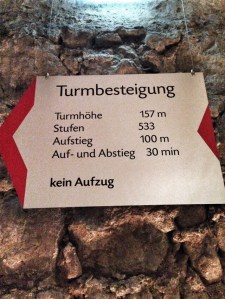 Turmbesteigung
Turmhöhe 157 m
Stufen 533
Aufstieg 100 m
Auf- und Abstieg 30 min
kein Aufzug